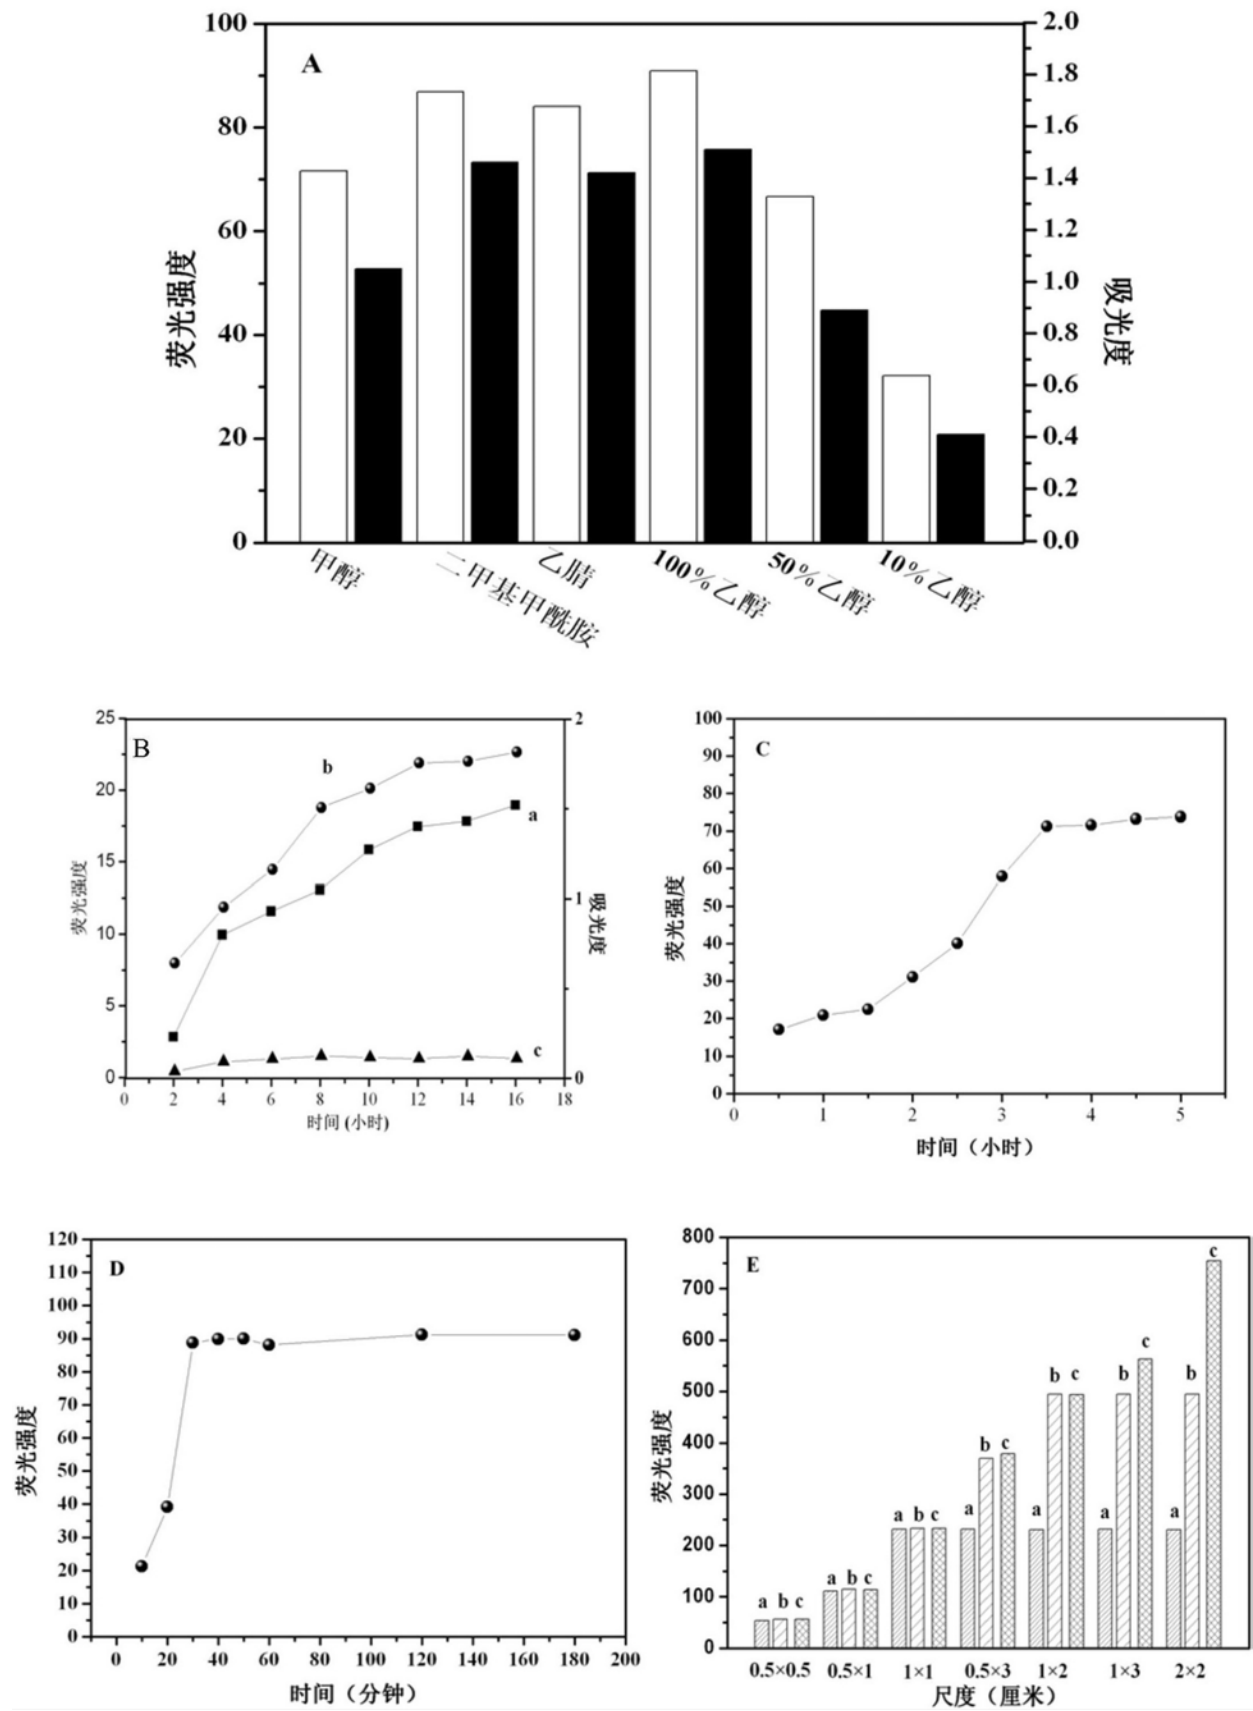 A
100
80
60
40
20
0
荧光强度
2.0
1.8
1.6
1.4
1.2
1.0
0.8
0.6
0.4
0.2
0.0
吸光度
甲醇
二甲基甲酰胺
乙腈
100%乙醇
50%乙醇
10%乙醇
B
25
20
15
10
5
0
荧光强度
2
1
0
吸光度
b
a
c
0 2 4 6 8 10 12 14 16 18
时间 (小时)
C
100
90
80
70
60
50
40
30
20
10
0
荧光强度
0 1 2 3 4 5
时间（小时）
D
120
110
100
90
80
70
60
50
40
30
20
10
0
荧光强度
0 20 40 60 80 100 120 140 160 180 200
时间（分钟）
E
800
700
600
500
400
300
200
100
0
荧光强度
a b c
a b c
a b c
a b c
a b c
a b c
a b c
0.5×0.5 0.5×1 1×1 0.5×3 1×2 1×3 2×2
尺度（厘米）